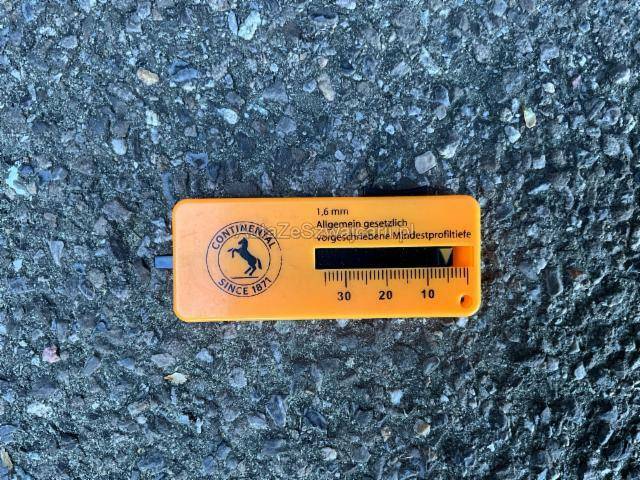 CONTINENTAL
SINCE 1871
1,6 mm
Allgemein gesetzlich
vorgeschriebene Mindestprofiltiefe
30 20 10